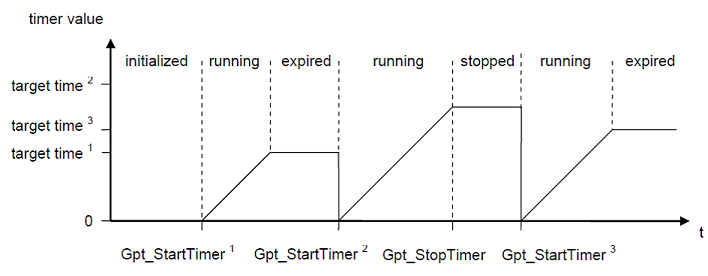 timer value
initialized running expired running stopped running expired
target time 2
target time 3
target time 1
0
t
Gpt_StartTimer 1 Gpt_StartTimer 2 Gpt_StopTimer Gpt_StartTimer 3